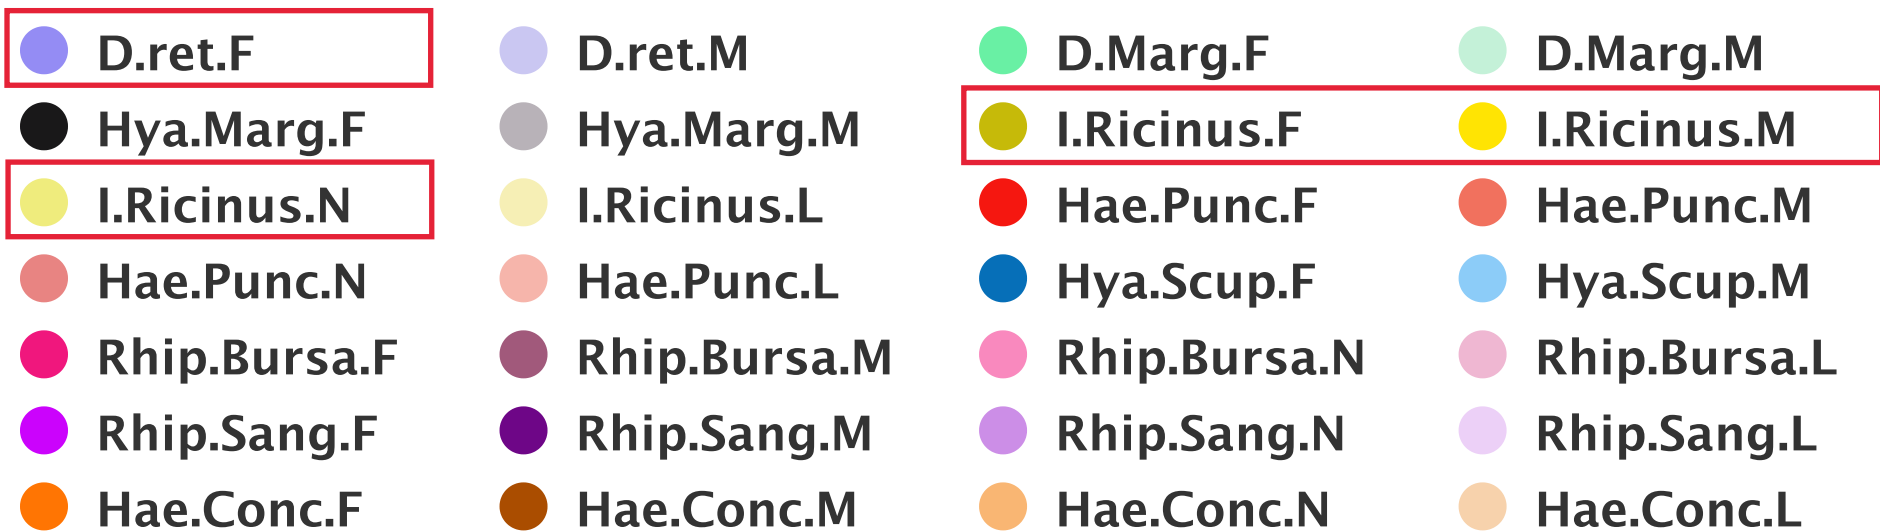 D.ret.F D.ret.M D.Marg.F D.Marg.M
Hya.Marg.F Hya.Marg.M I.Ricinus.F I.Ricinus.M
I.Ricinus.N I.Ricinus.L Hae.Punc.F Hae.Punc.M
Hae.Punc.N Hae.Punc.L Hya.Scup.F Hya.Scup.M
Rhip.Bursa.F Rhip.Bursa.M Rhip.Bursa.N Rhip.Bursa.L
Rhip.Sang.F Rhip.Sang.M Rhip.Sang.N Rhip.Sang.L
Hae.Conc.F Hae.Conc.M Hae.Conc.N Hae.Conc.L